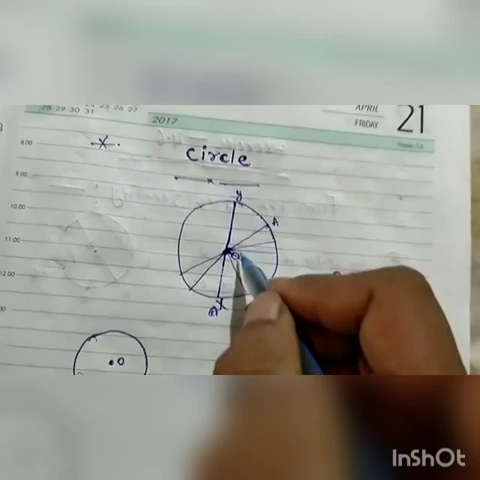 28 29 30 31
2017
APRIL
FRIDAY
21
8.00
X
circle
9.00
x
10.00
y
A
11.00
O
12.00
X
O
InShOt